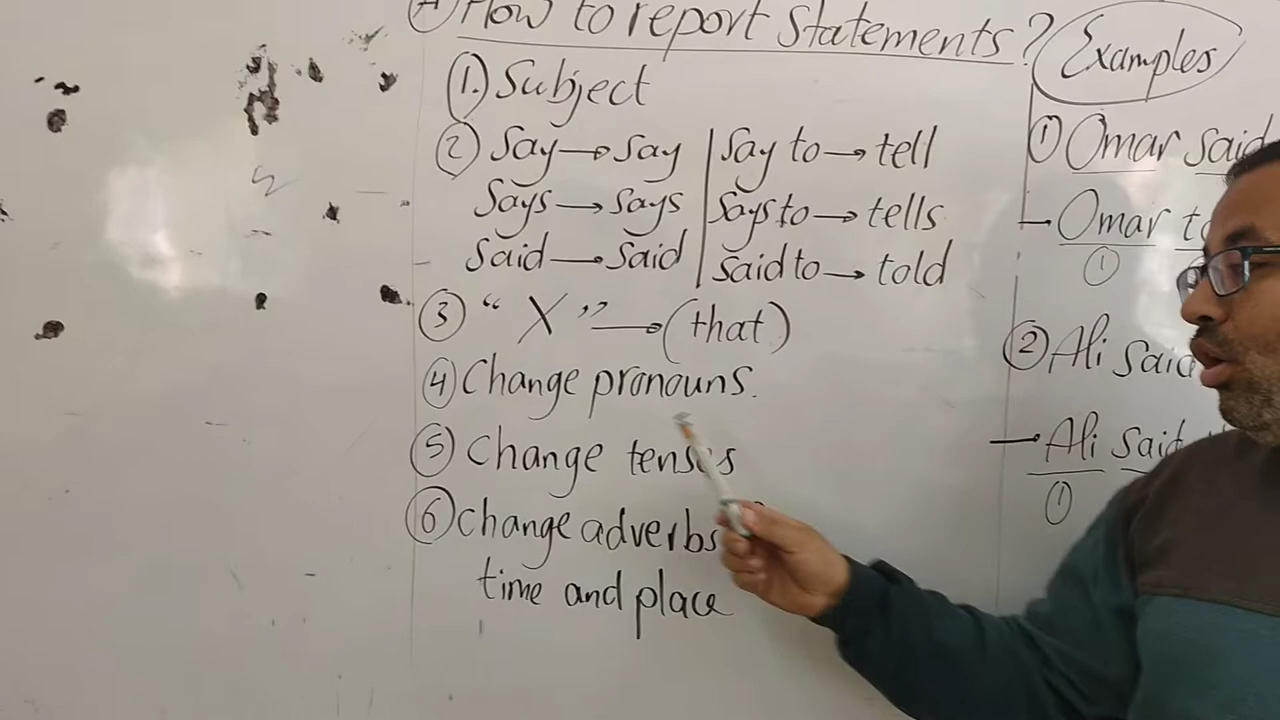 A How to report Statements?
1. Subject
2 Say → Say | Say to → tell
Says → says | Says to → tells
Said → Said | Said to → told
3 " X " → (that)
4 Change pronouns.
5 Change tenses
6 change adverbs
time and place
Examples
1 Omar said
Omar
1
2 Ali said
Ali said
1